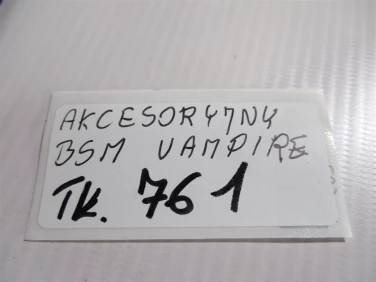 AKCESORYJNY
BSM VAMPIRE
TK. 761